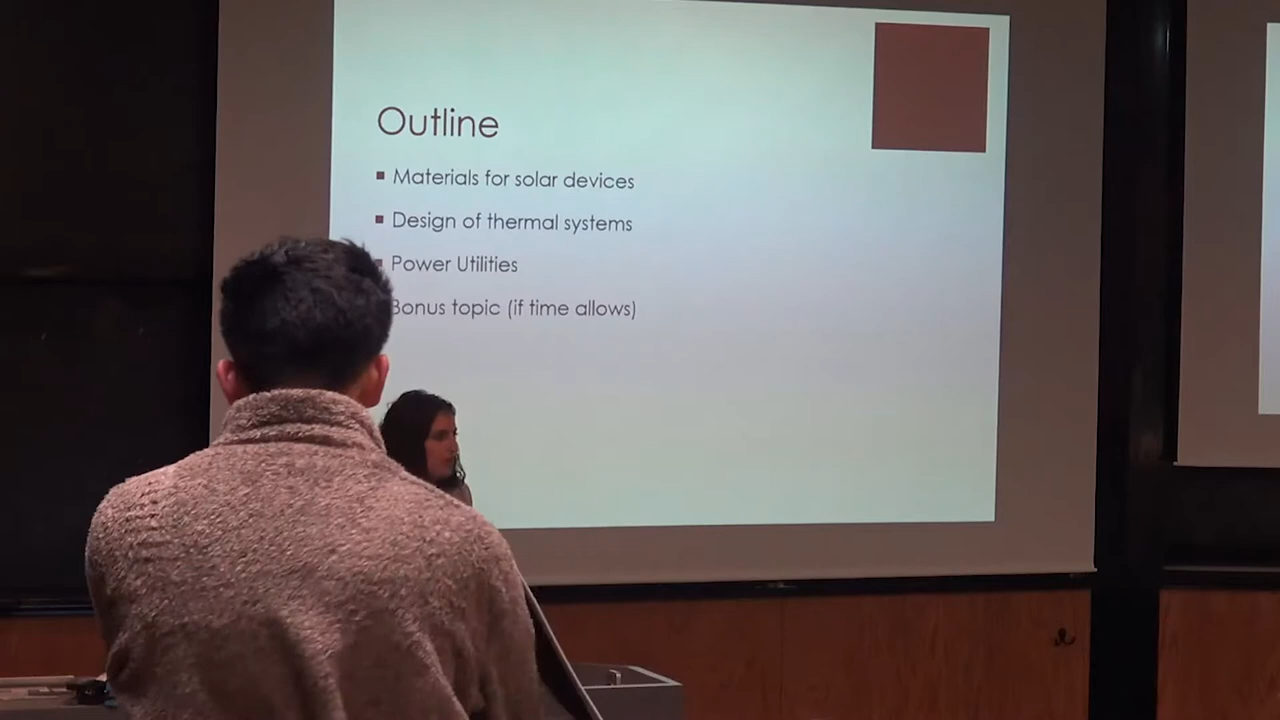 Outline
Materials for solar devices
Design of thermal systems
Power Utilities
Bonus topic (if time allows)